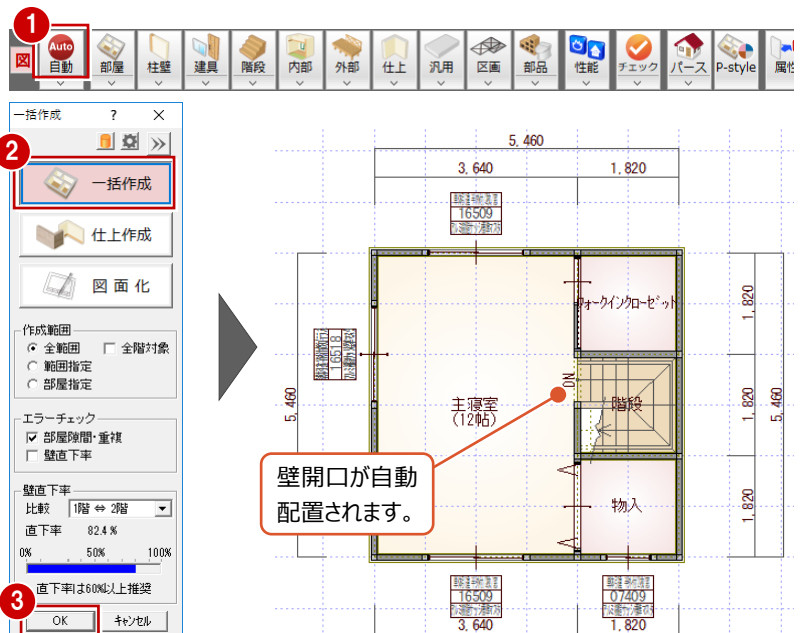 1
図
Auto
自動
部屋
柱壁
建具
階段
内部
外部
仕上
汎用
区画
部品
性能
チェック
パース
P-style
属性
一括作成 ? ×
2
一括作成
仕上作成
図面化
作成範囲
全範囲 全階対象
範囲指定
部屋指定
エラーチェック
部屋隙間・重複
壁直下率
壁直下率
比較 1階 ⇔ 2階
直下率 82.4 %
0% 50% 100%
直下率は60%以上推奨
3
OK キャンセル
5,460
3,640 1,820
16509
ウォークインクローゼット
1,820
16518
5,460
主寝室
(12帖)
DN
階段
1,820
5,460
壁開口が自動
配置されます。
物入
1,820
16509
07409
3,640 1,820